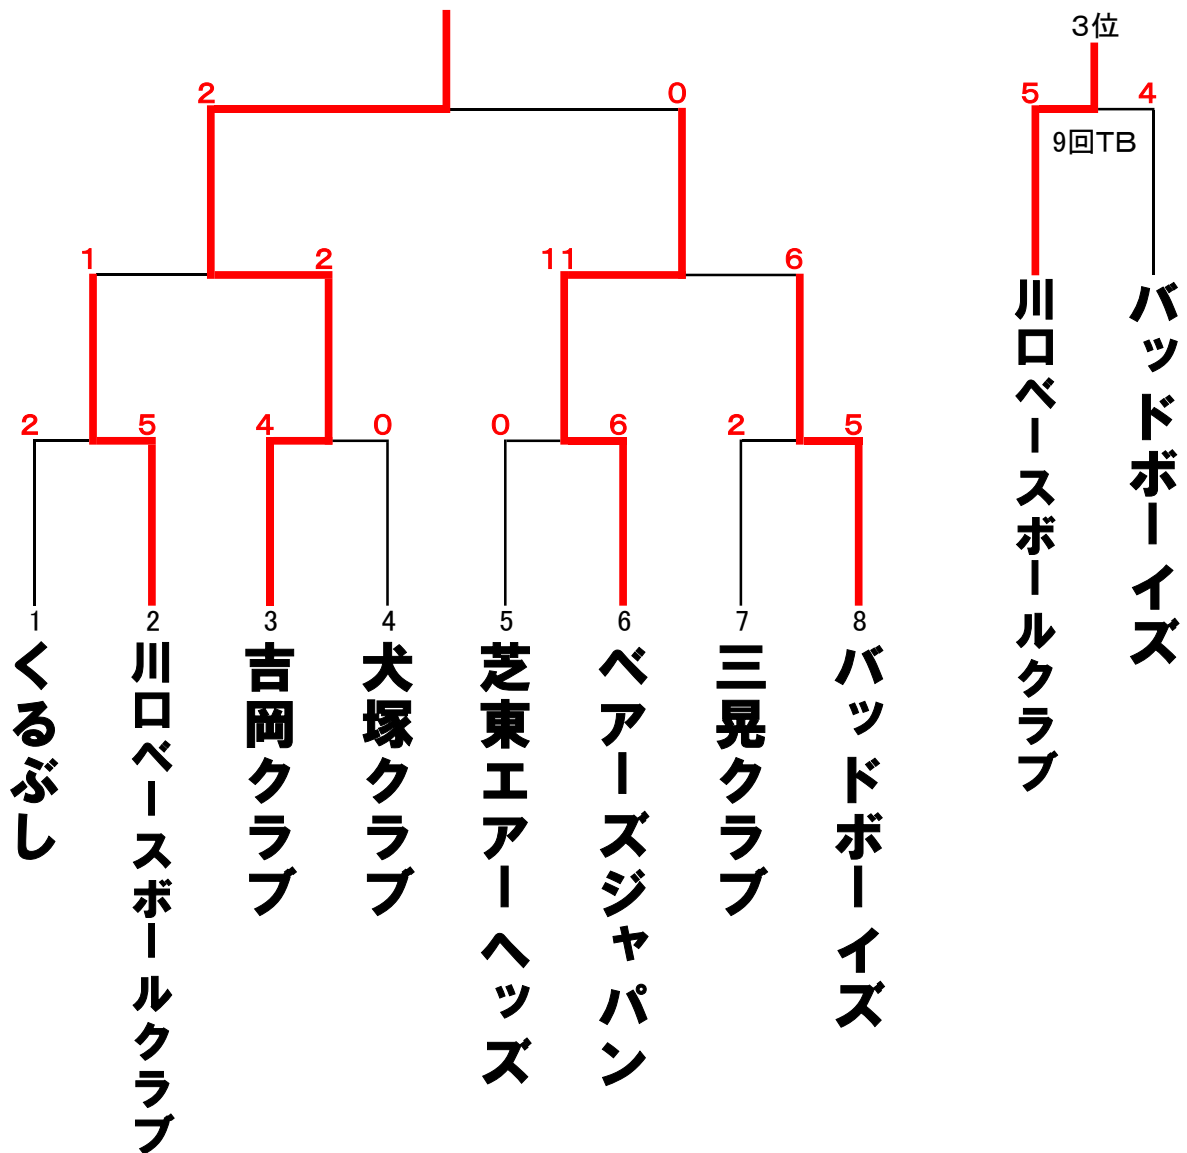 3位
2
0
5
4
9回TB
1
2
11
6
川口ベースボールクラブ
バッドボーイズ
2
5
4
0
0
6
2
5
1
2
3
4
5
6
7
8
くるぶし
川口ベースボールクラブ
吉岡クラブ
犬塚クラブ
芝東エアーヘッズ
ベアーズジャパン
三晃クラブ
バッドボーイズ